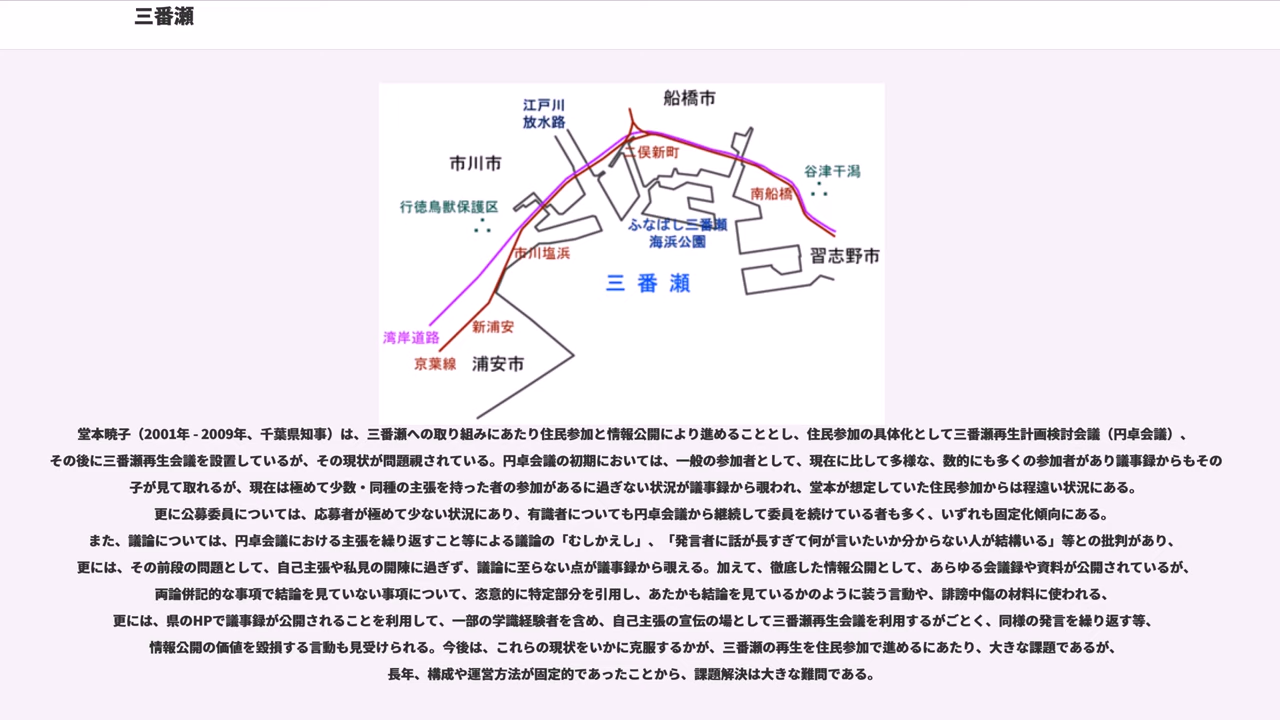 三番瀬
船橋市
江戸川
放水路
二俣新町
市川市
谷津干潟
南船橋
行徳鳥獣保護区
ふなばし三番瀬
海浜公園
市川塩浜
習志野市
三番瀬
新浦安
湾岸道路
京葉線
浦安市
堂本暁子（2001年 - 2009年、千葉県知事）は、三番瀬への取り組みにあたり住民参加と情報公開により進めることとし、住民参加の具体化として三番瀬再生計画検討会議（円卓会議）、
その後に三番瀬再生会議を設置しているが、その現状が問題視されている。円卓会議の初期においては、一般の参加者として、現在に比して多様な、数的にも多くの参加者があり議事録からもその
子が見て取れるが、現在は極めて少数・同種の主張を持った者の参加があるに過ぎない状況が議事録から覗われ、堂本が想定していた住民参加からは程遠い状況にある。
更に公募委員については、応募者が極めて少ない状況にあり、有識者についても円卓会議から継続して委員を続けている者も多く、いずれも固定化傾向にある。
また、議論については、円卓会議における主張を繰り返すこと等による議論の「むしかえし」、「発言者に話が長すぎて何が言いたいか分からない人が結構いる」等との批判があり、
更には、その前段の問題として、自己主張や私見の開陳に過ぎず、議論に至らない点が議事録から覗える。加えて、徹底した情報公開として、あらゆる会議録や資料が公開されているが、
両論併記的な事項で結論を見ていない事項について、恣意的に特定部分を引用し、あたかも結論を見ているかのように装う言動や、誹謗中傷の材料に使われる、
更には、県のHPで議事録が公開されることを利用して、一部の学識経験者を含め、自己主張の宣伝の場として三番瀬再生会議を利用するがごとく、同様の発言を繰り返す等、
情報公開の価値を毀損する言動も見受けられる。今後は、これらの現状をいかに克服するかが、三番瀬の再生を住民参加で進めるにあたり、大きな課題であるが、
長年、構成や運営方法が固定的であったことから、課題解決は大きな難問である。